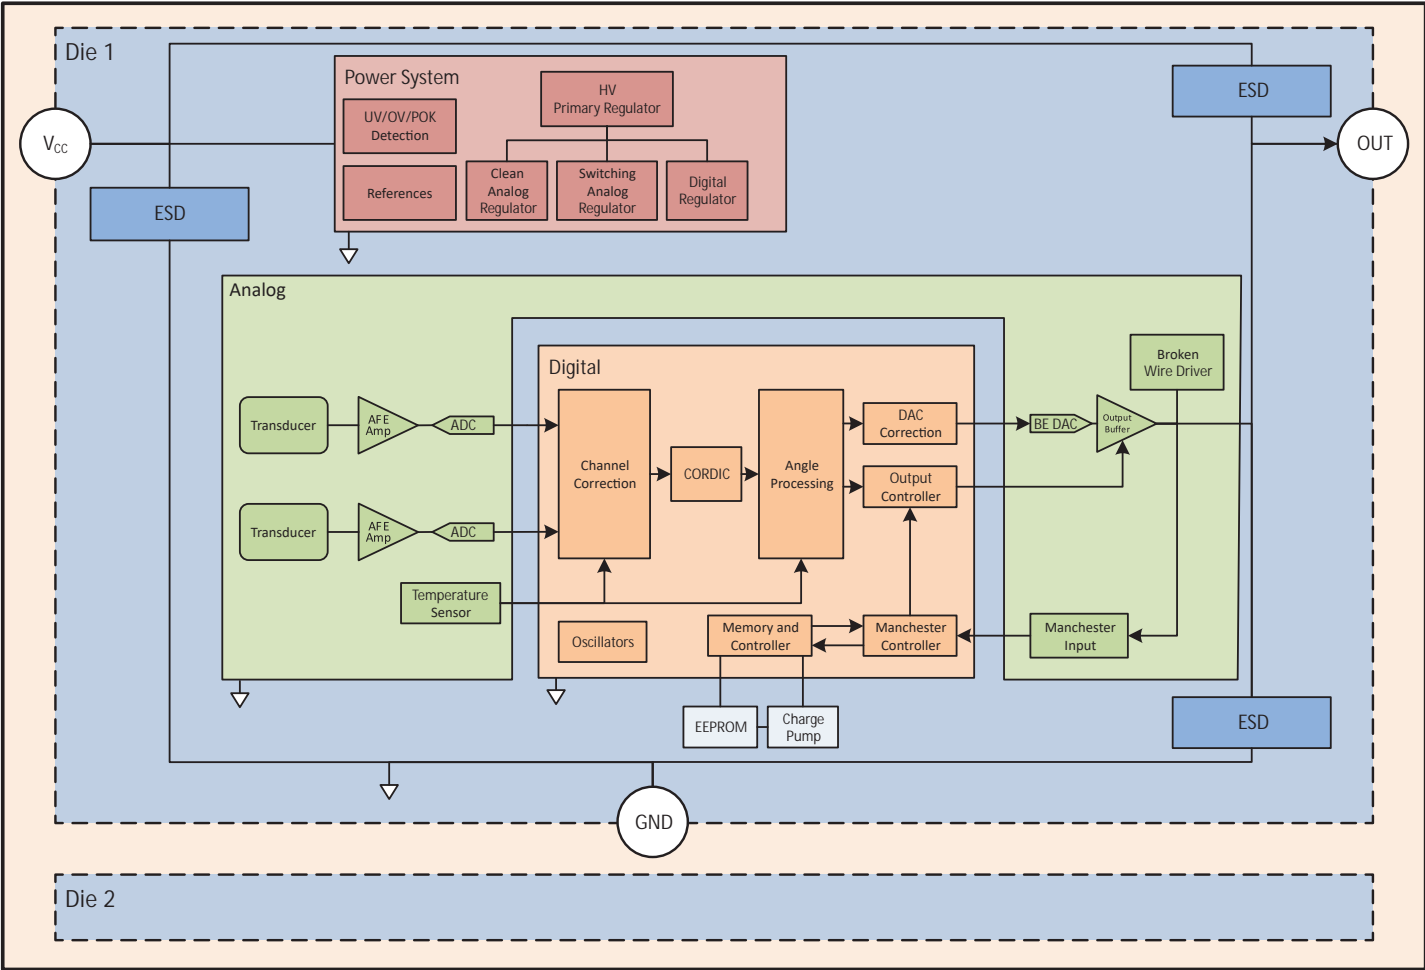 Die 1
Power System
UV/OV/POK
Detection
References
HV
Primary Regulator
Clean
Analog
Regulator
Switching
Analog
Regulator
Digital
Regulator
ESD
VCC
OUT
ESD
Analog
Transducer
AFE
Amp
ADC
Transducer
AFE
Amp
ADC
Temperature
Sensor
Digital
Channel
Correction
CORDIC
Angle
Processing
DAC
Correction
Output
Controller
Oscillators
Memory and
Controller
Manchester
Controller
EEPROM
Charge
Pump
BE DAC
Output
Buffer
Broken
Wire Driver
Manchester
Input
ESD
GND
Die 2